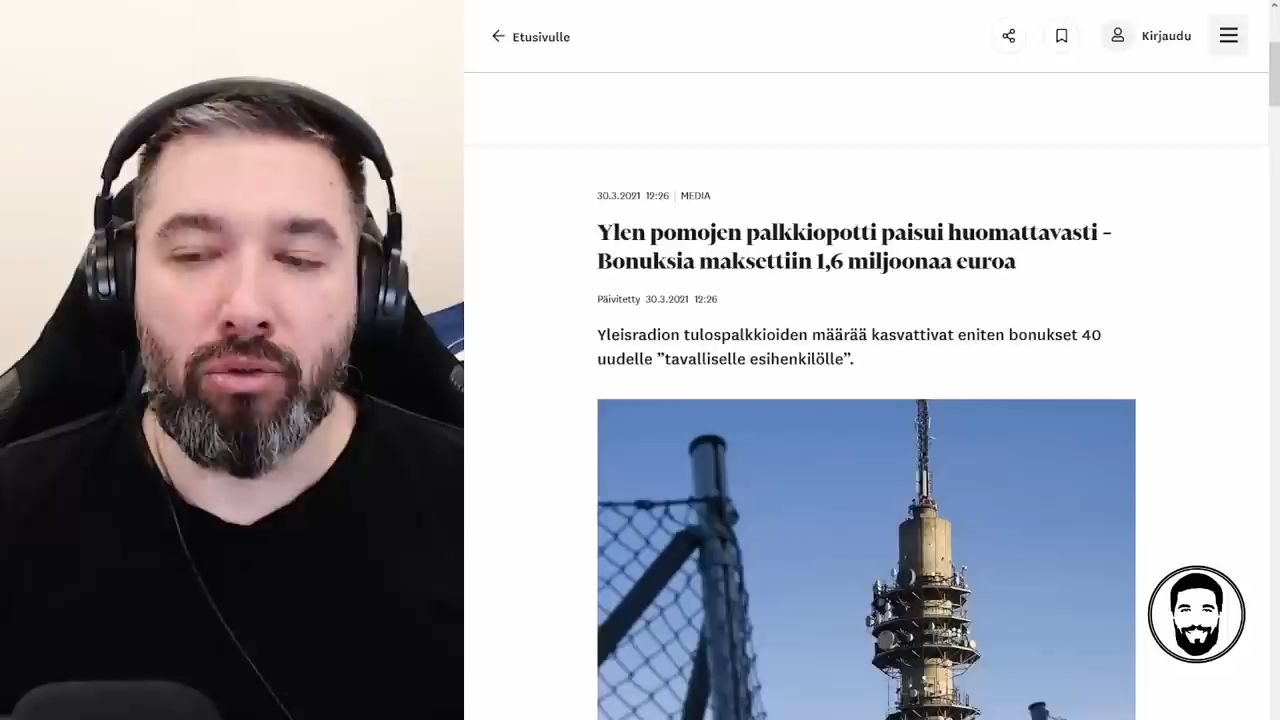 Etusivulle
Kirjaudu
30.3.2021 12:26 | MEDIA
Ylen pomojen palkkiopotti paisui huomattavasti –
Bonuksia maksettiin 1,6 miljoonaa euroa
Päivitetty 30.3.2021 12:26
Yleisradion tulospalkkioiden määrää kasvattivat eniten bonukset 40
uudelle ”tavalliselle esihenkilölle”.